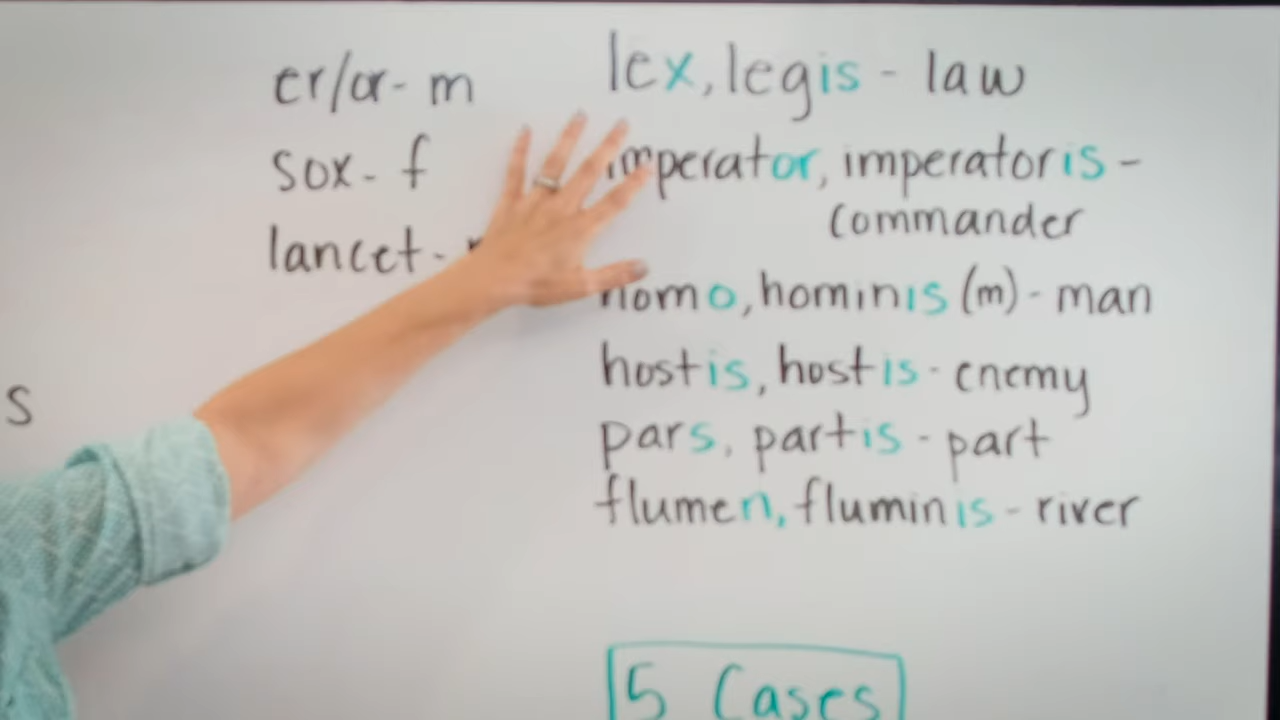 er/or - m
sox - f
lancet -
s
lex, legis - law
imperator, imperatoris -
commander
homo, hominis (m) - man
hostis, hostis - enemy
pars, partis - part
flumen, fluminis - river
5 Cases